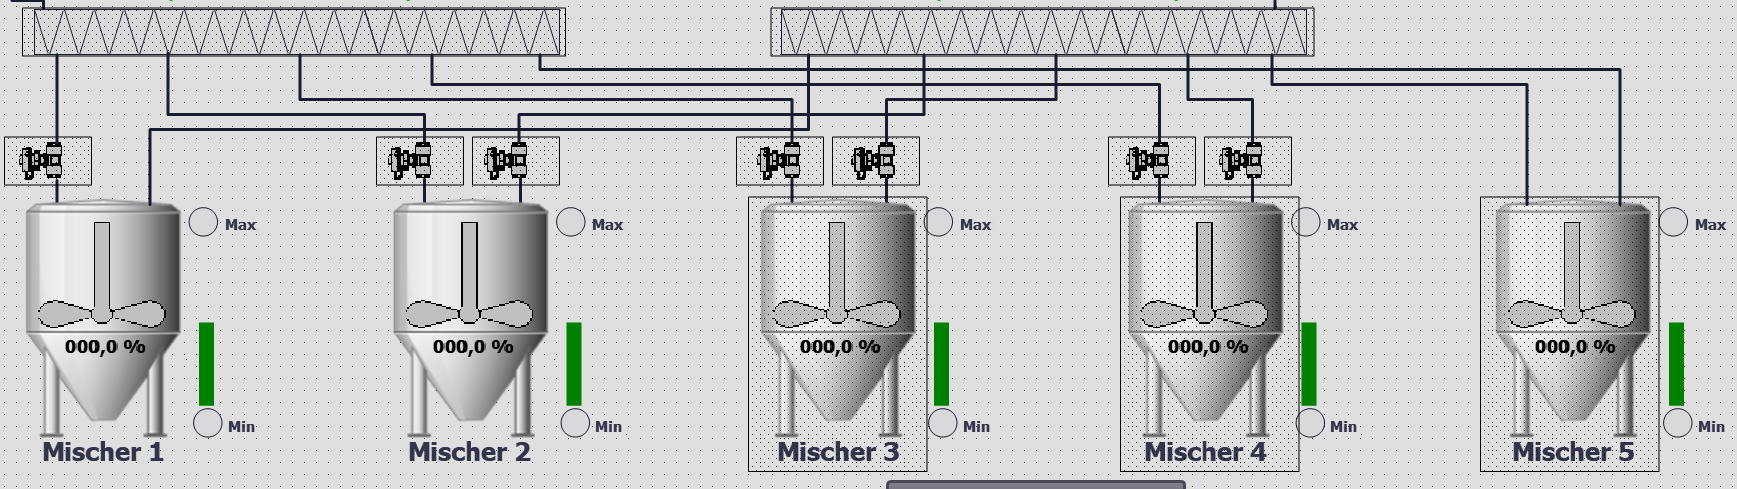 Max
Max
Max
Max
Max
000,0 %
000,0 %
000,0 %
000,0 %
000,0 %
Min
Min
Min
Min
Min
Mischer 1
Mischer 2
Mischer 3
Mischer 4
Mischer 5